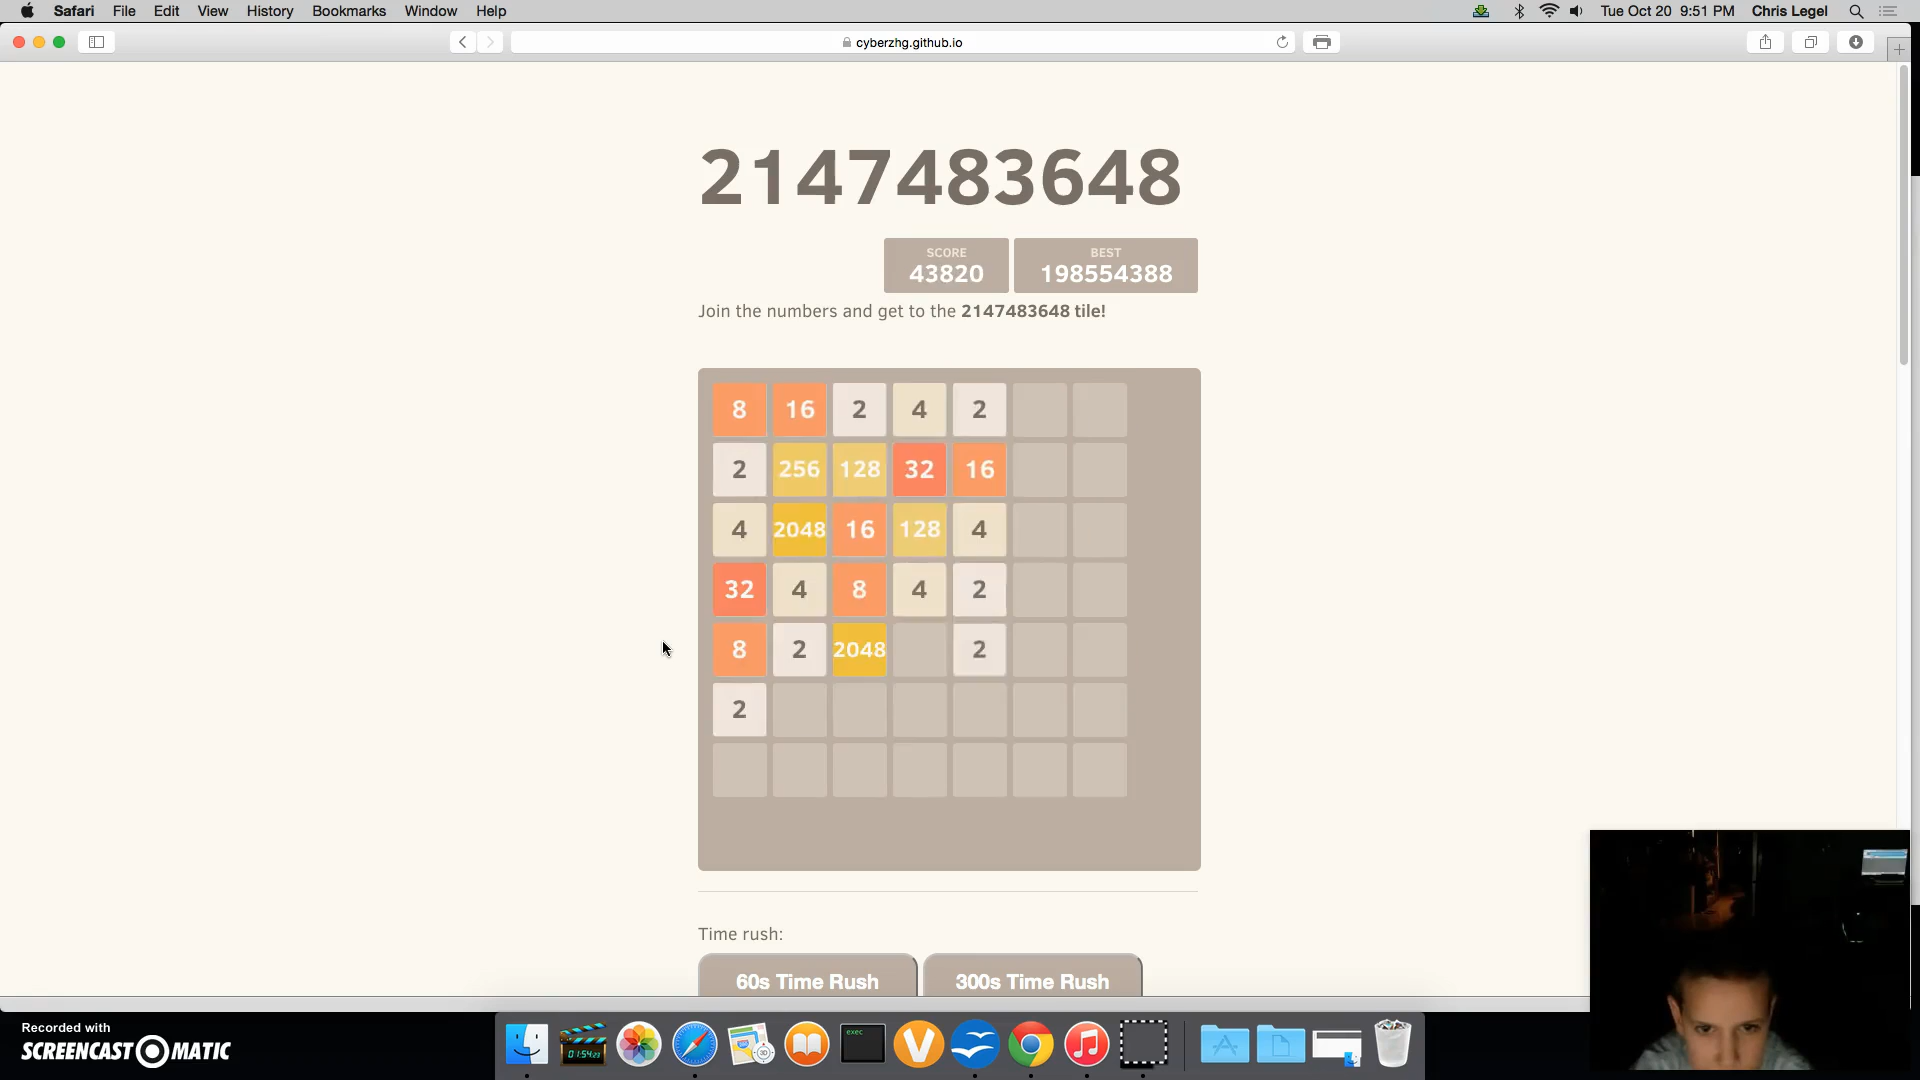 Safari File Edit View History Bookmarks Window Help Tue Oct 20 9:51 PM Chris Legel
cyberzhg.github.io
2147483648
SCORE BEST
43820 198554388
Join the numbers and get to the 2147483648 tile!
8 16 2 4 2
2 256 128 32 16
4 2048 16 128 4
32 4 8 4 2
8 2 2048 2
2
Time rush:
60s Time Rush 300s Time Rush
Recorded with
SCREENCAST MATIC
exec